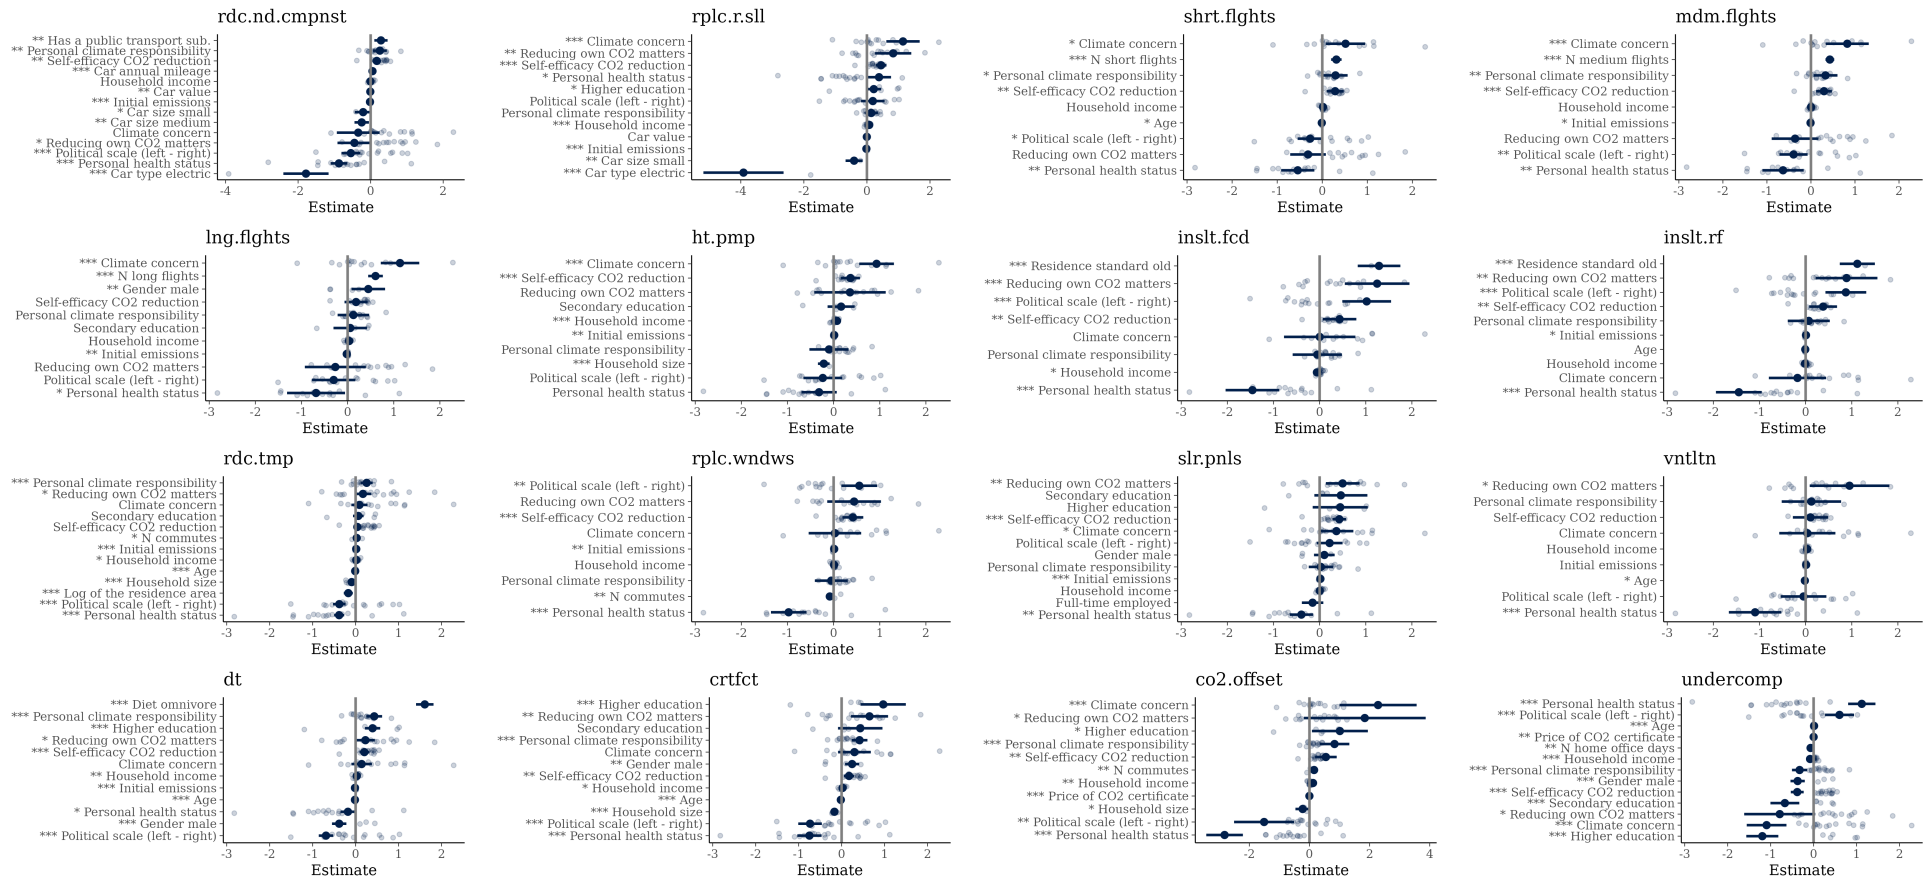 rdc.nd.cmpnst
** Has a public transport sub.
** Personal climate responsibility
** Self-efficacy CO2 reduction
*** Car annual mileage
Household income
** Car value
*** Initial emissions
* Car size small
** Car size medium
Climate concern
* Reducing own CO2 matters
*** Political scale (left - right)
*** Personal health status
*** Car type electric
-4 -2 0 2
Estimate
rplc.r.sll
*** Climate concern
** Reducing own CO2 matters
*** Self-efficacy CO2 reduction
* Personal health status
* Higher education
Political scale (left - right)
Personal climate responsibility
*** Household income
Car value
*** Initial emissions
** Car size small
*** Car type electric
-4 -2 0 2
Estimate
shrt.flghts
* Climate concern
*** N short flights
* Personal climate responsibility
** Self-efficacy CO2 reduction
Household income
* Age
* Political scale (left - right)
Reducing own CO2 matters
** Personal health status
-3 -2 -1 0 1 2
Estimate
mdm.flghts
*** Climate concern
*** N medium flights
** Personal climate responsibility
*** Self-efficacy CO2 reduction
Household income
* Initial emissions
Reducing own CO2 matters
** Political scale (left - right)
** Personal health status
-3 -2 -1 0 1 2
Estimate
lng.flghts
*** Climate concern
*** N long flights
** Gender male
Self-efficacy CO2 reduction
Personal climate responsibility
Secondary education
Household income
** Initial emissions
Reducing own CO2 matters
Political scale (left - right)
* Personal health status
-3 -2 -1 0 1 2
Estimate
ht.pmp
*** Climate concern
*** Self-efficacy CO2 reduction
Reducing own CO2 matters
Secondary education
*** Household income
** Initial emissions
Personal climate responsibility
*** Household size
Political scale (left - right)
Personal health status
-3 -2 -1 0 1 2
Estimate
inslt.fcd
*** Residence standard old
*** Reducing own CO2 matters
*** Political scale (left - right)
** Self-efficacy CO2 reduction
Climate concern
Personal climate responsibility
* Household income
*** Personal health status
-3 -2 -1 0 1 2
Estimate
inslt.rf
*** Residence standard old
** Reducing own CO2 matters
*** Political scale (left - right)
** Self-efficacy CO2 reduction
Personal climate responsibility
* Initial emissions
Age
Household income
Climate concern
*** Personal health status
-3 -2 -1 0 1 2
Estimate
rdc.tmp
*** Personal climate responsibility
* Reducing own CO2 matters
Climate concern
Secondary education
Self-efficacy CO2 reduction
* N commutes
*** Initial emissions
* Household income
*** Age
*** Household size
*** Log of the residence area
*** Political scale (left - right)
*** Personal health status
-3 -2 -1 0 1 2
Estimate
rplc.wndws
** Political scale (left - right)
Reducing own CO2 matters
*** Self-efficacy CO2 reduction
Climate concern
** Initial emissions
Household income
Personal climate responsibility
** N commutes
*** Personal health status
-3 -2 -1 0 1 2
Estimate
slr.pnls
** Reducing own CO2 matters
Secondary education
Higher education
*** Self-efficacy CO2 reduction
* Climate concern
Political scale (left - right)
Gender male
Personal climate responsibility
*** Initial emissions
Household income
Full-time employed
** Personal health status
-3 -2 -1 0 1 2
Estimate
vntltn
* Reducing own CO2 matters
Personal climate responsibility
Self-efficacy CO2 reduction
Climate concern
Household income
Initial emissions
* Age
Political scale (left - right)
*** Personal health status
-3 -2 -1 0 1 2
Estimate
dt
*** Diet omnivore
*** Personal climate responsibility
*** Higher education
* Reducing own CO2 matters
*** Self-efficacy CO2 reduction
Climate concern
** Household income
*** Initial emissions
*** Age
* Personal health status
*** Gender male
*** Political scale (left - right)
-3 -2 -1 0 1 2
Estimate
crtfct
*** Higher education
** Reducing own CO2 matters
Secondary education
*** Personal climate responsibility
Climate concern
** Gender male
** Self-efficacy CO2 reduction
* Household income
*** Age
*** Household size
*** Political scale (left - right)
*** Personal health status
-3 -2 -1 0 1 2
Estimate
co2.offset
*** Climate concern
* Reducing own CO2 matters
* Higher education
*** Personal climate responsibility
** Self-efficacy CO2 reduction
** N commutes
** Household income
*** Price of CO2 certificate
* Household size
** Political scale (left - right)
*** Personal health status
-2 0 2 4
Estimate
undercomp
*** Personal health status
*** Political scale (left - right)
*** Age
** Price of CO2 certificate
** N home office days
*** Household income
*** Personal climate responsibility
*** Gender male
*** Self-efficacy CO2 reduction
*** Secondary education
* Reducing own CO2 matters
*** Climate concern
*** Higher education
-3 -2 -1 0 1 2
Estimate